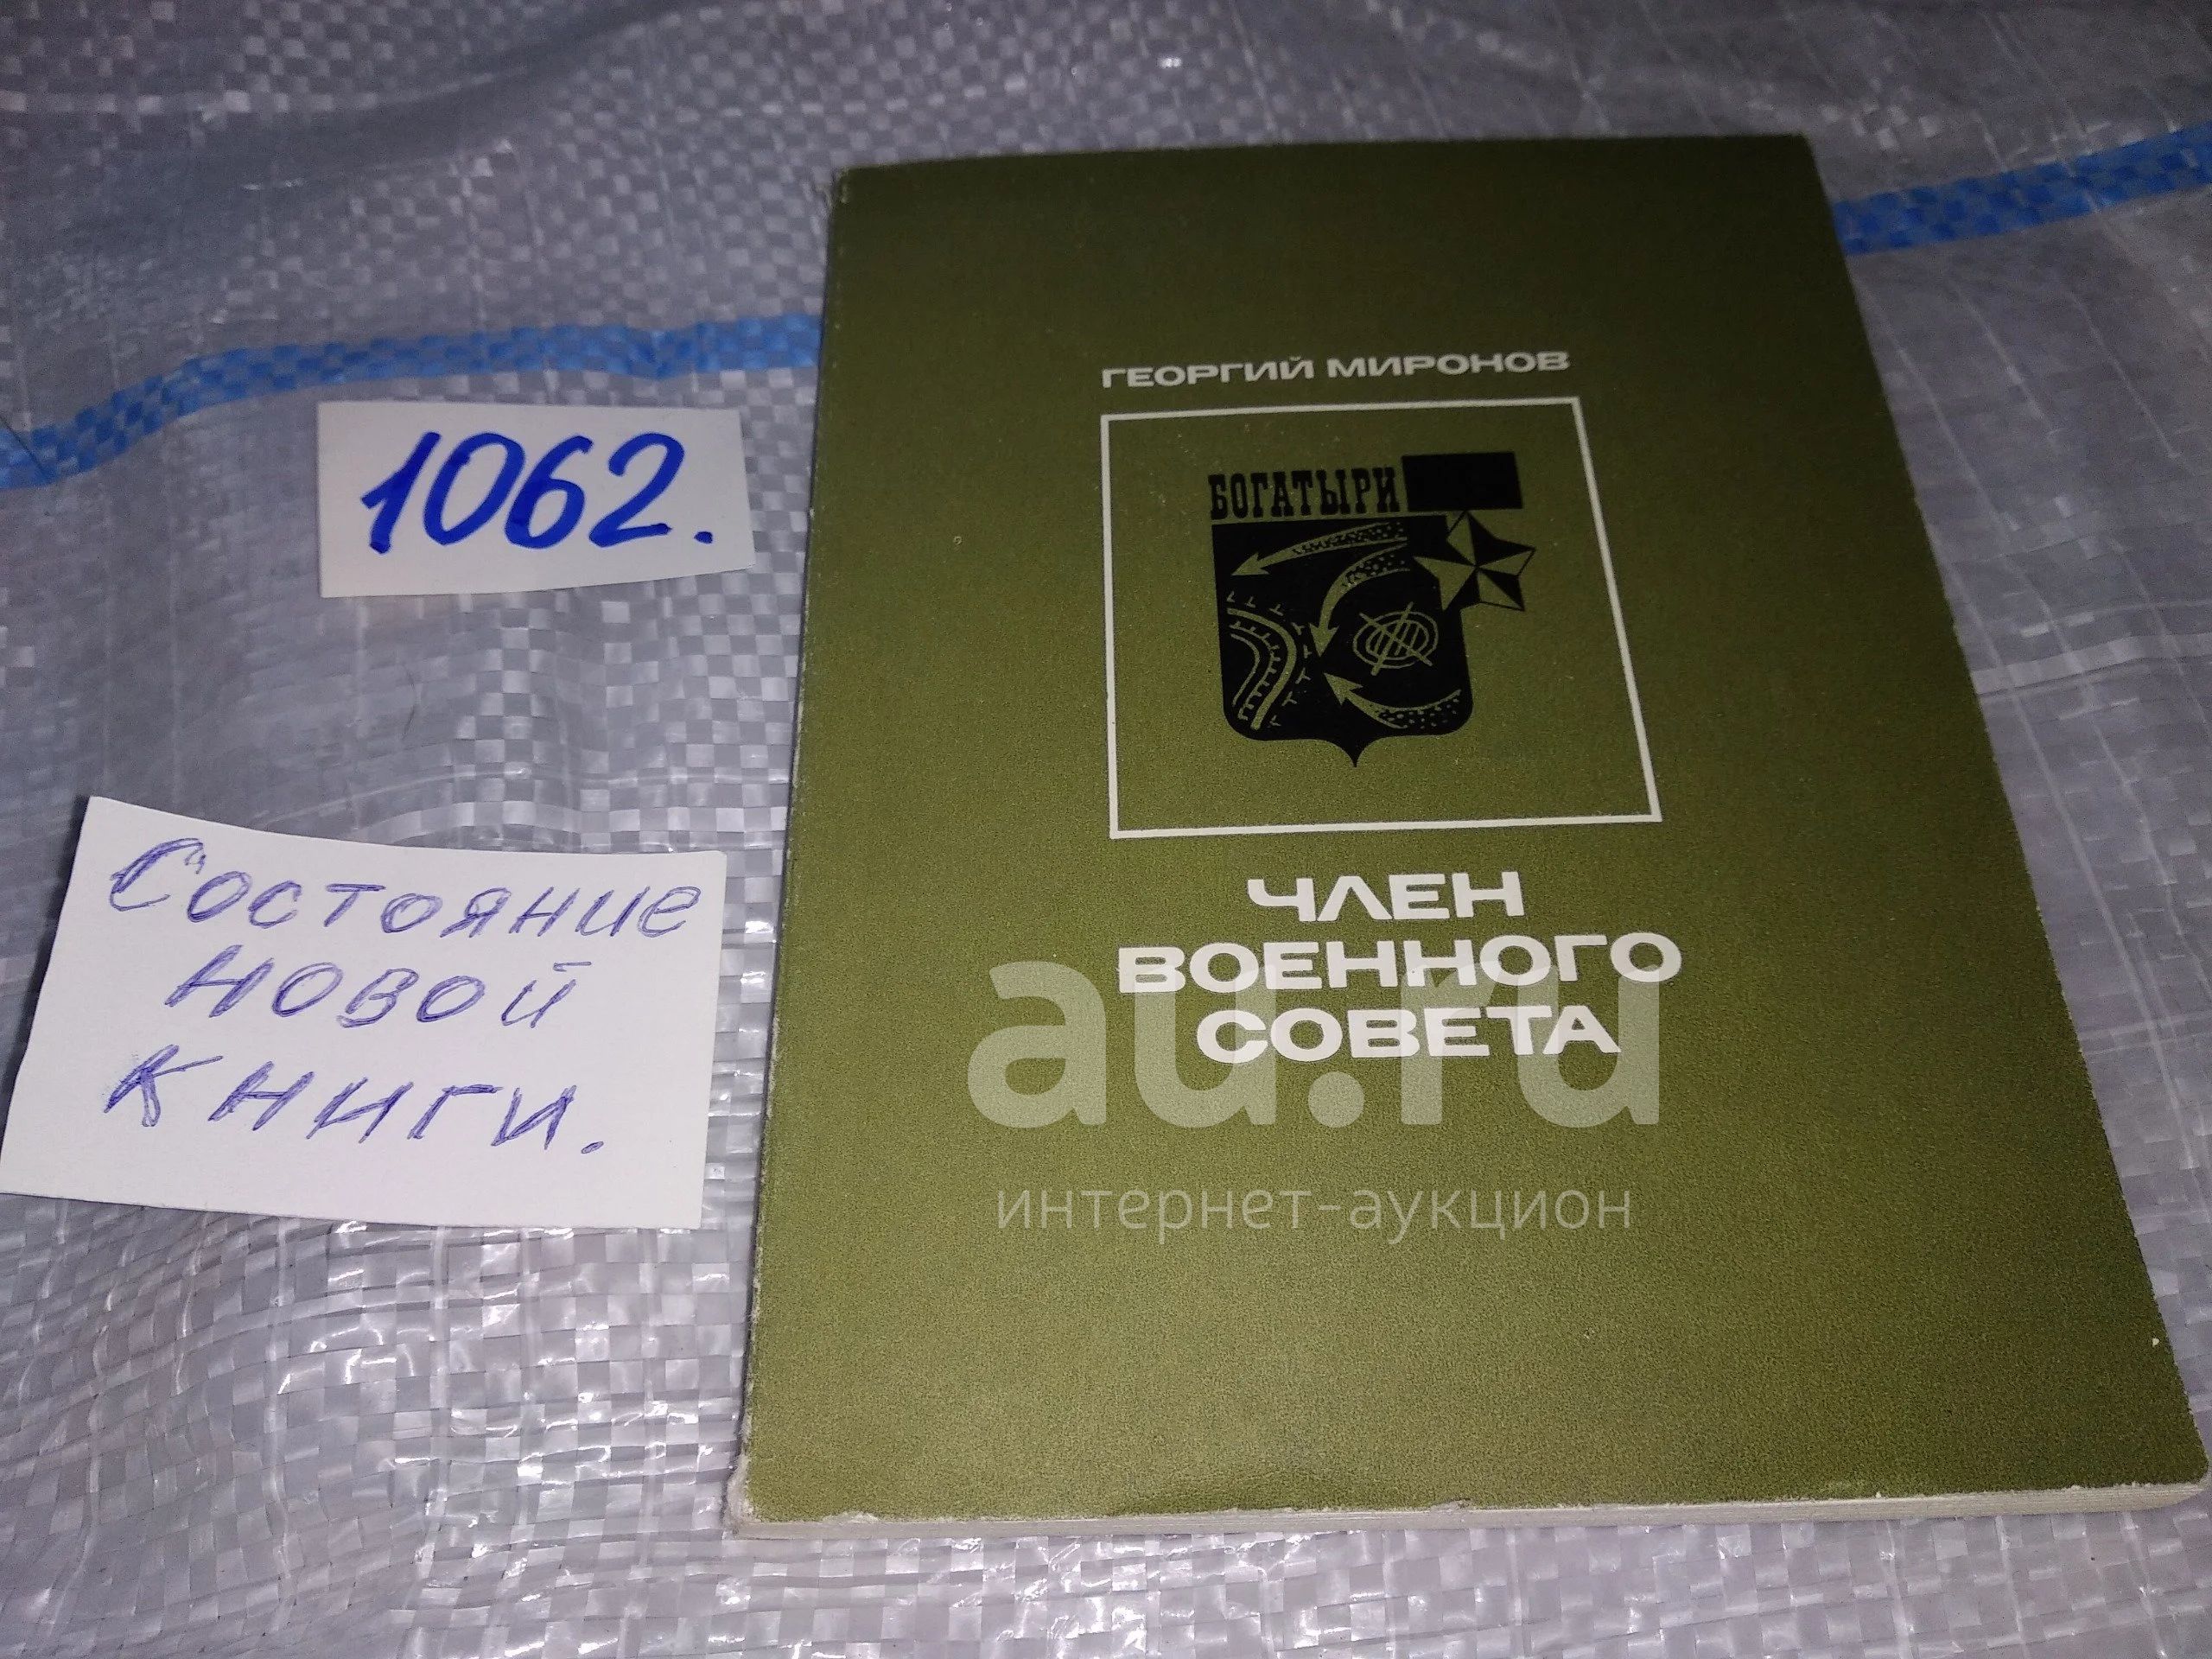 1062.
Состояние
новой
книги.
ГЕОРГИЙ МИРОНОВ
БОГАТЫРИ
ЧЛЕН
ВОЕННОГО
СОВЕТА
au.ru
интернет-аукцион